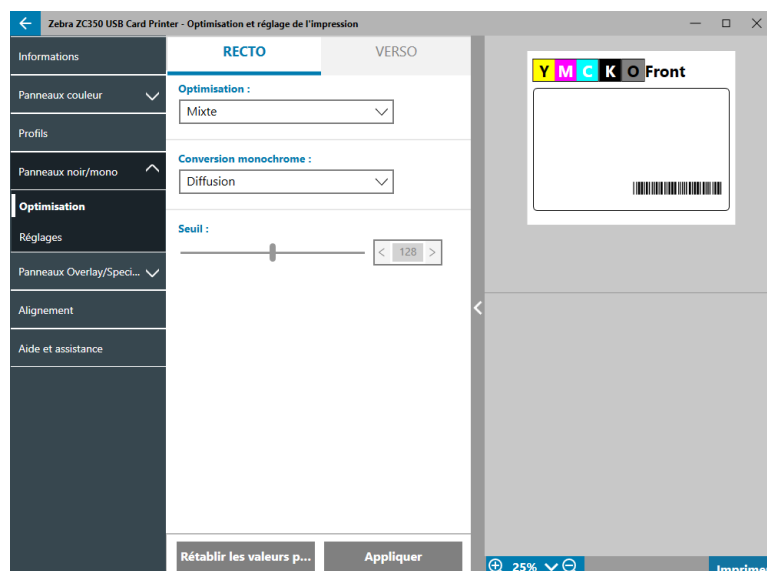 Zebra ZC350 USB Card Printer - Optimisation et réglage de l'impression
Informations
Panneaux couleur
Profils
Panneaux noir/mono
Optimisation
Réglages
Panneaux Overlay/Speci...
Alignement
Aide et assistance
RECTO
VERSO
Optimisation :
Mixte
Conversion monochrome :
Diffusion
Seuil :
< 128 >
Rétablir les valeurs p...
Appliquer
Y M C K O Front
25%
Imprimer